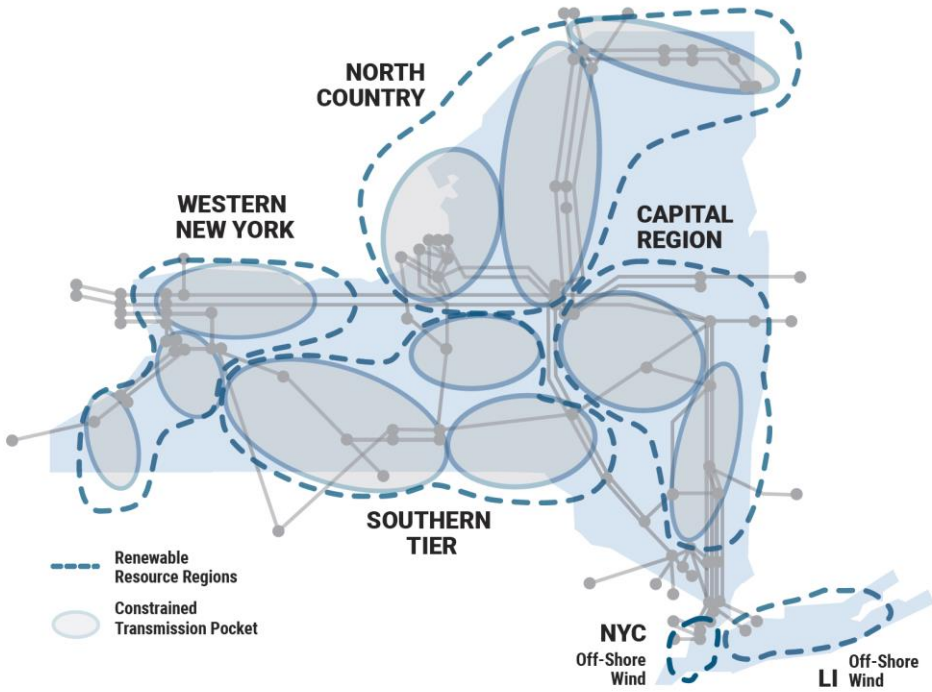 NORTH
COUNTRY
WESTERN
NEW YORK
CAPITAL
REGION
SOUTHERN
TIER
Renewable
Resource Regions
Constrained
Transmission Pocket
NYC
Off-Shore
Wind
LI Off-Shore
Wind